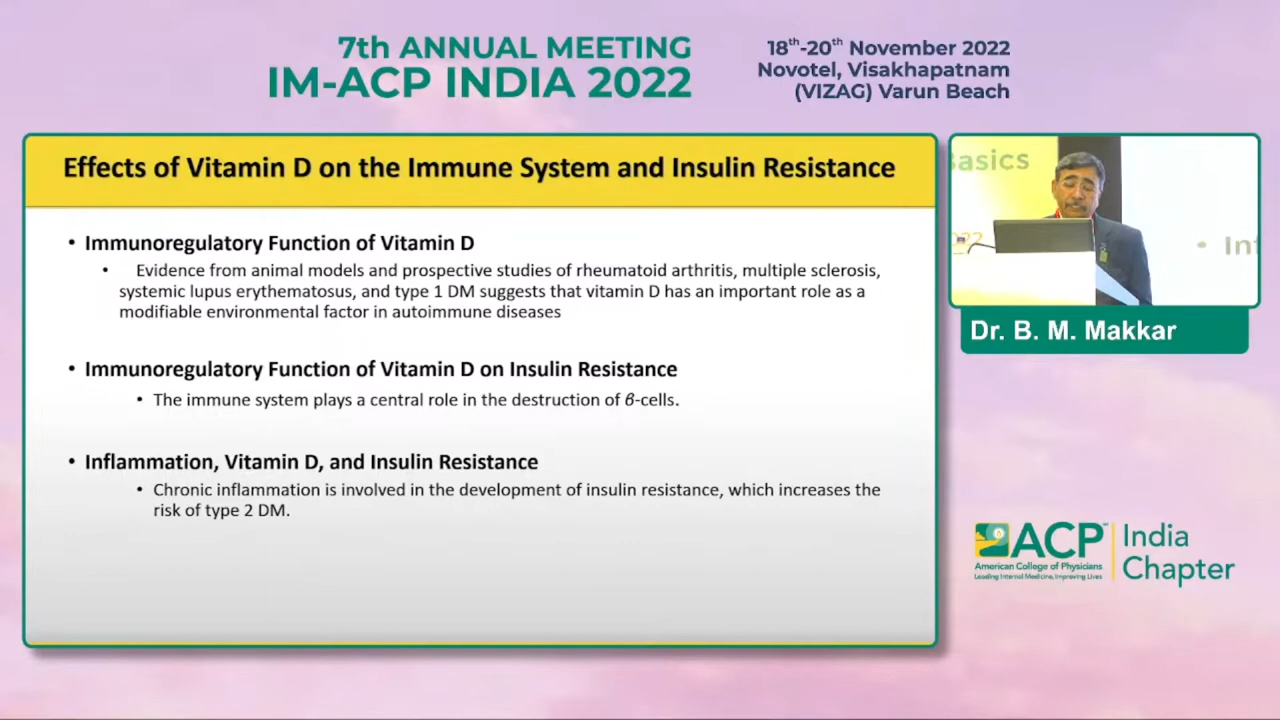 7th ANNUAL MEETING
IM-ACP INDIA 2022
18th-20th November 2022
Novotel, Visakhapatnam
(VIZAG) Varun Beach
Effects of Vitamin D on the Immune System and Insulin Resistance
• Immunoregulatory Function of Vitamin D
• Evidence from animal models and prospective studies of rheumatoid arthritis, multiple sclerosis,
systemic lupus erythematosus, and type 1 DM suggests that vitamin D has an important role as a
modifiable environmental factor in autoimmune diseases
• Immunoregulatory Function of Vitamin D on Insulin Resistance
• The immune system plays a central role in the destruction of β-cells.
• Inflammation, Vitamin D, and Insulin Resistance
• Chronic inflammation is involved in the development of insulin resistance, which increases the
risk of type 2 DM.
asics
• Int
Dr. B. M. Makkar
ACP
American College of Physicians
Leading Internal Medicine, Improving Lives
India
Chapter